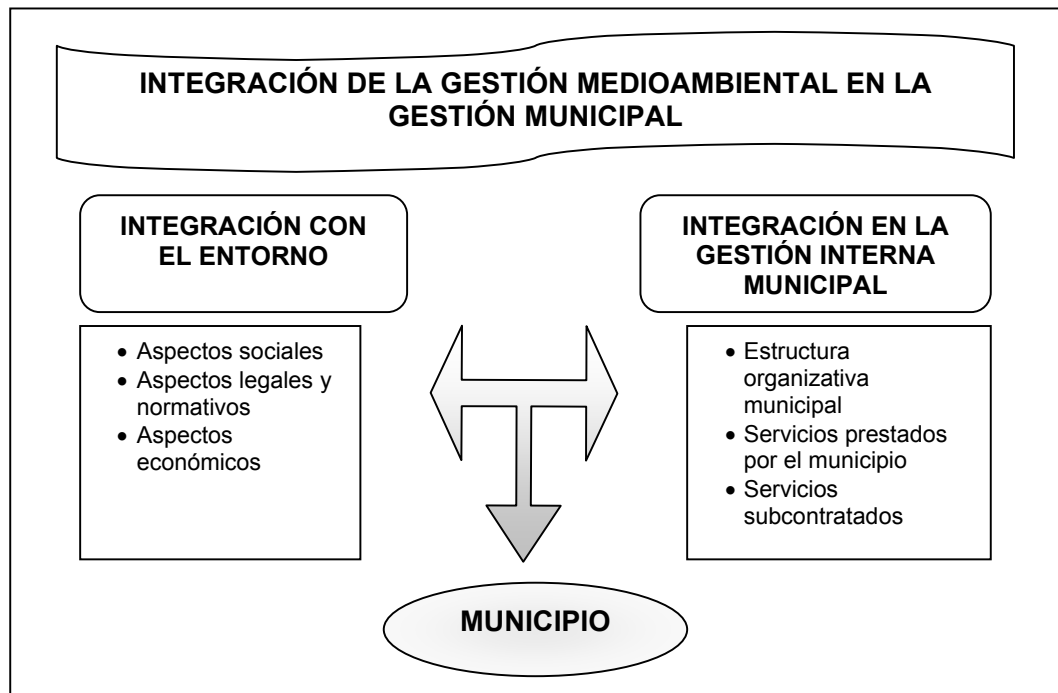 INTEGRACIÓN DE LA GESTIÓN MEDIOAMBIENTAL EN LA
GESTIÓN MUNICIPAL
INTEGRACIÓN CON
EL ENTORNO
• Aspectos sociales
• Aspectos legales y
normativos
• Aspectos
económicos
INTEGRACIÓN EN LA
GESTIÓN INTERNA
MUNICIPAL
• Estructura
organizativa
municipal
• Servicios prestados
por el municipio
• Servicios
subcontratados
MUNICIPIO